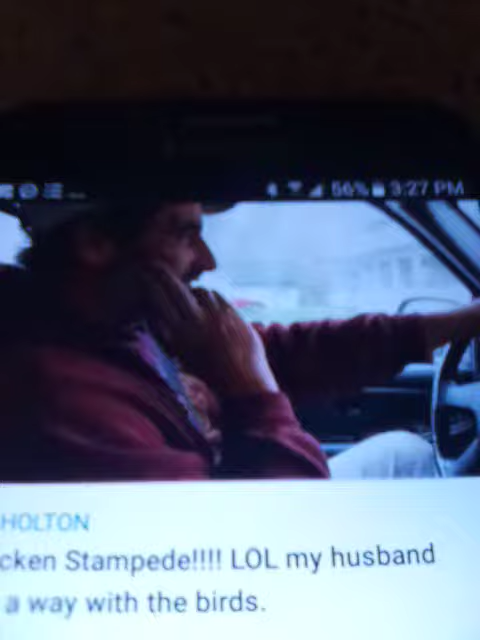 56% 3:27 PM
HOLTON
cken Stampede!!!! LOL my husband
a way with the birds.